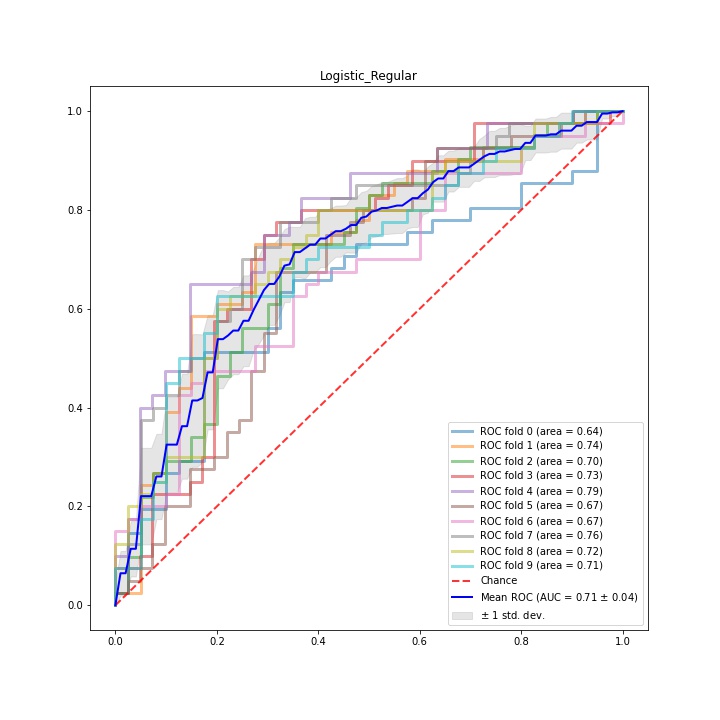 Logistic_Regular
1.0
0.8
0.6
0.4
0.2
0.0
0.0 0.2 0.4 0.6 0.8 1.0
ROC fold 0 (area = 0.64)
ROC fold 1 (area = 0.74)
ROC fold 2 (area = 0.70)
ROC fold 3 (area = 0.73)
ROC fold 4 (area = 0.79)
ROC fold 5 (area = 0.67)
ROC fold 6 (area = 0.67)
ROC fold 7 (area = 0.76)
ROC fold 8 (area = 0.72)
ROC fold 9 (area = 0.71)
Chance
Mean ROC (AUC = 0.71 ± 0.04)
± 1 std. dev.